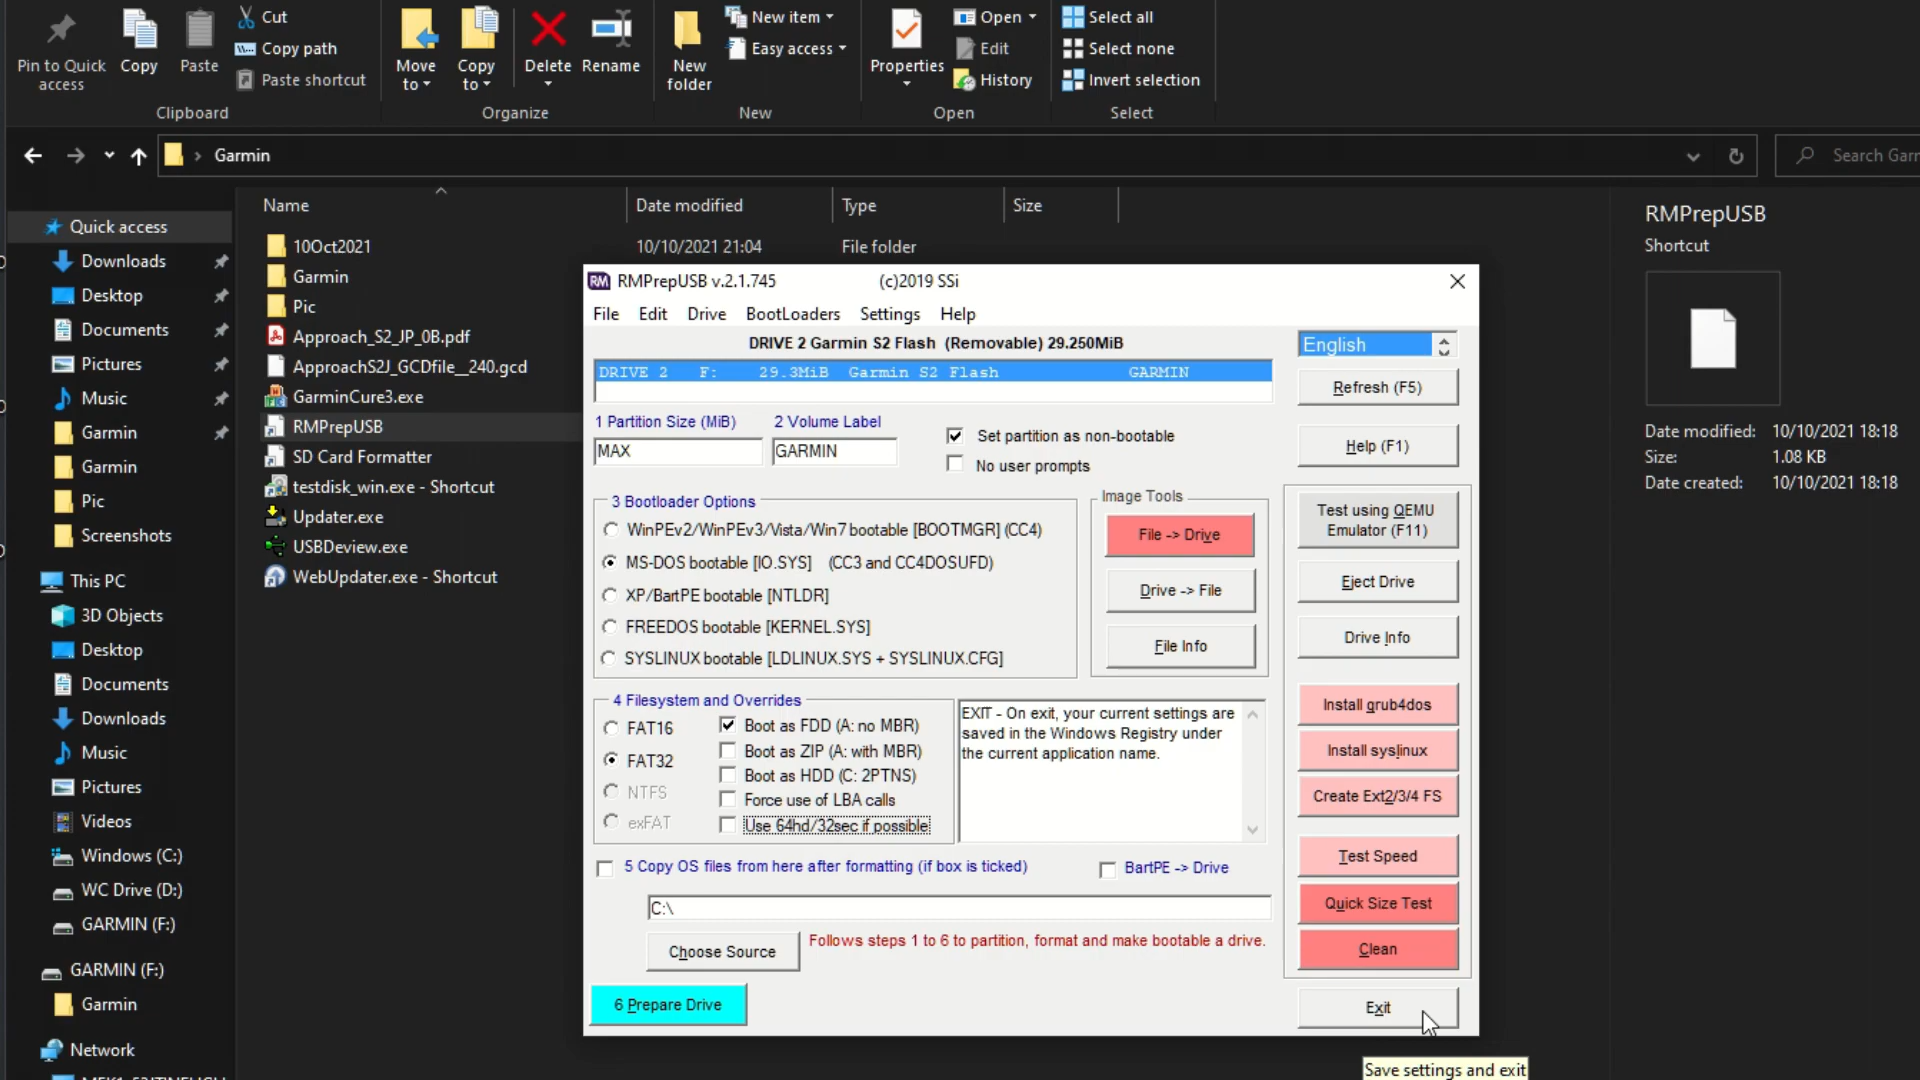 Pin to Quick access
Copy
Paste
Cut
Copy path
Paste shortcut
Clipboard
Move to
Copy to
Delete
Rename
Organize
New folder
New item
Easy access
New
Properties
Open
Edit
History
Open
Select all
Select none
Invert selection
Select
Garmin
Name
Date modified
Type
Size
Quick access
Downloads
Desktop
Documents
Pictures
Music
Garmin
Garmin
Pic
Screenshots
This PC
3D Objects
Desktop
Documents
Downloads
Music
Pictures
Videos
Windows (C:)
WC Drive (D:)
GARMIN (F:)
GARMIN (F:)
Garmin
Network
10Oct2021 10/10/2021 21:04 File folder
Garmin
Pic
Approach_S2_JP_0B.pdf
ApproachS2J_GCDfile__240.gcd
GarminCure3.exe
RMPrepUSB
SD Card Formatter
testdisk_win.exe - Shortcut
Updater.exe
USBDeview.exe
WebUpdater.exe - Shortcut
RMPrepUSB v.2.1.745 (c)2019 SSi
File Edit Drive BootLoaders Settings Help
DRIVE 2 Garmin S2 Flash (Removable) 29.250MiB
DRIVE 2 F: 29.3MiB Garmin S2 Flash GARMIN
1 Partition Size (MiB)
MAX
2 Volume Label
GARMIN
Set partition as non-bootable
No user prompts
3 Bootloader Options
WinPEv2/WinPEv3/Vista/Win7 bootable [BOOTMGR] (CC4)
MS-DOS bootable [IO.SYS] (CC3 and CC4DOSUFD)
XP/BartPE bootable [NTLDR]
FREEDOS bootable [KERNEL.SYS]
SYSLINUX bootable [LDLINUX.SYS + SYSLINUX.CFG]
Image Tools
File -> Drive
Drive -> File
File Info
4 Filesystem and Overrides
FAT16
FAT32
NTFS
exFAT
Boot as FDD (A: no MBR)
Boot as ZIP (A: with MBR)
Boot as HDD (C: 2PTNS)
Force use of LBA calls
Use 64hd/32sec if possible
EXIT - On exit, your current settings are
saved in the Windows Registry under
the current application name.
5 Copy OS files from here after formatting (if box is ticked)
BartPE -> Drive
C:\
Choose Source
Follows steps 1 to 6 to partition, format and make bootable a drive.
6 Prepare Drive
English
Refresh (F5)
Help (F1)
Test using QEMU
Emulator (F11)
Eject Drive
Drive Info
Install grub4dos
Install syslinux
Create Ext2/3/4 FS
Test Speed
Quick Size Test
Clean
Exit
Save settings and exit
RMPrepUSB
Shortcut
Date modified: 10/10/2021 18:18
Size: 1.08 KB
Date created: 10/10/2021 18:18
Search